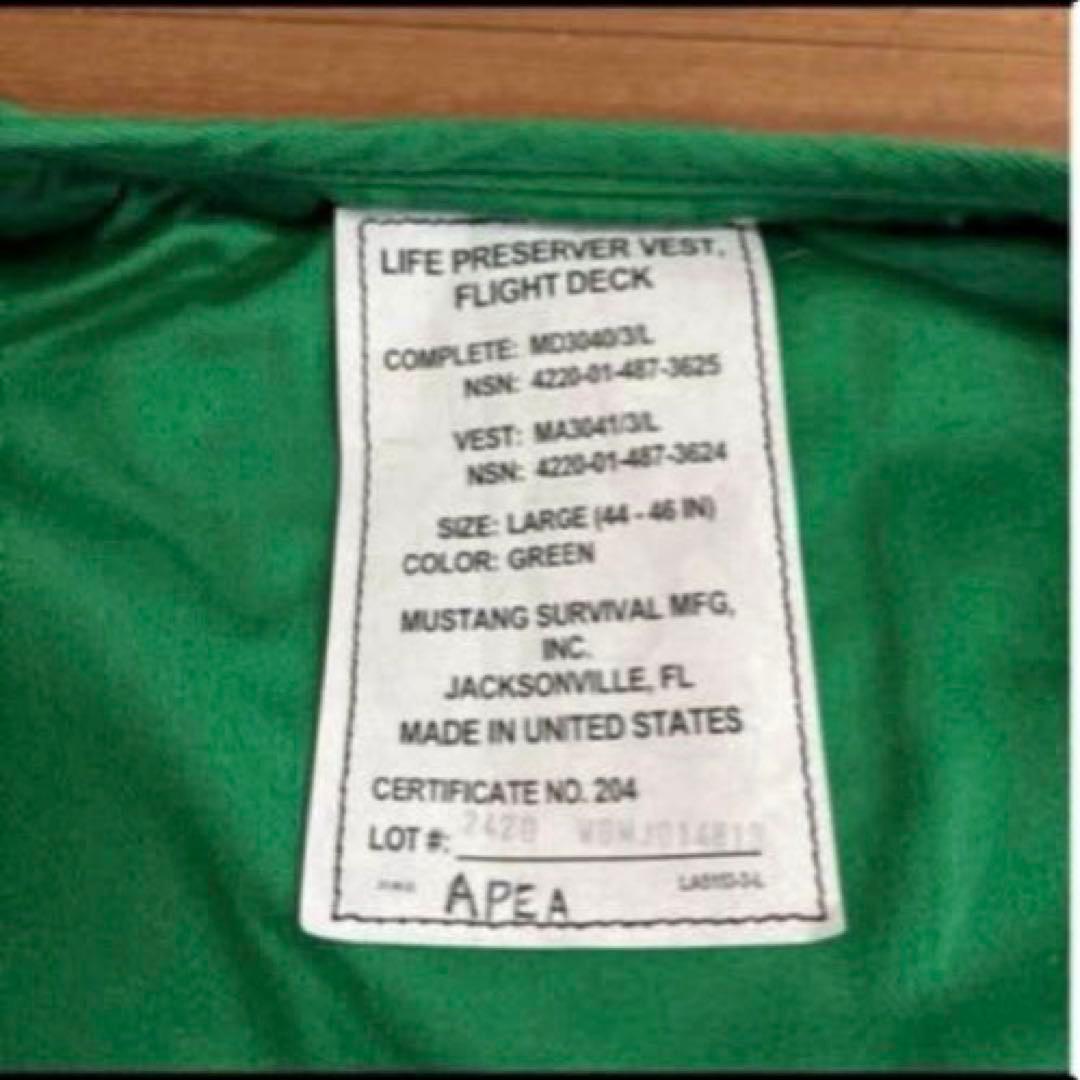 LIFE PRESERVER VEST,
FLIGHT DECK
COMPLETE: MD3040/3/L
NSN: 4220-01-487-3625
VEST: MA3041/3/L
NSN: 4220-01-487-3624
SIZE: LARGE (44 - 46 IN)
COLOR: GREEN
MUSTANG SURVIVAL MFG,
INC.
JACKSONVILLE, FL
MADE IN UNITED STATES
CERTIFICATE NO. 204
LOT #:
APEA